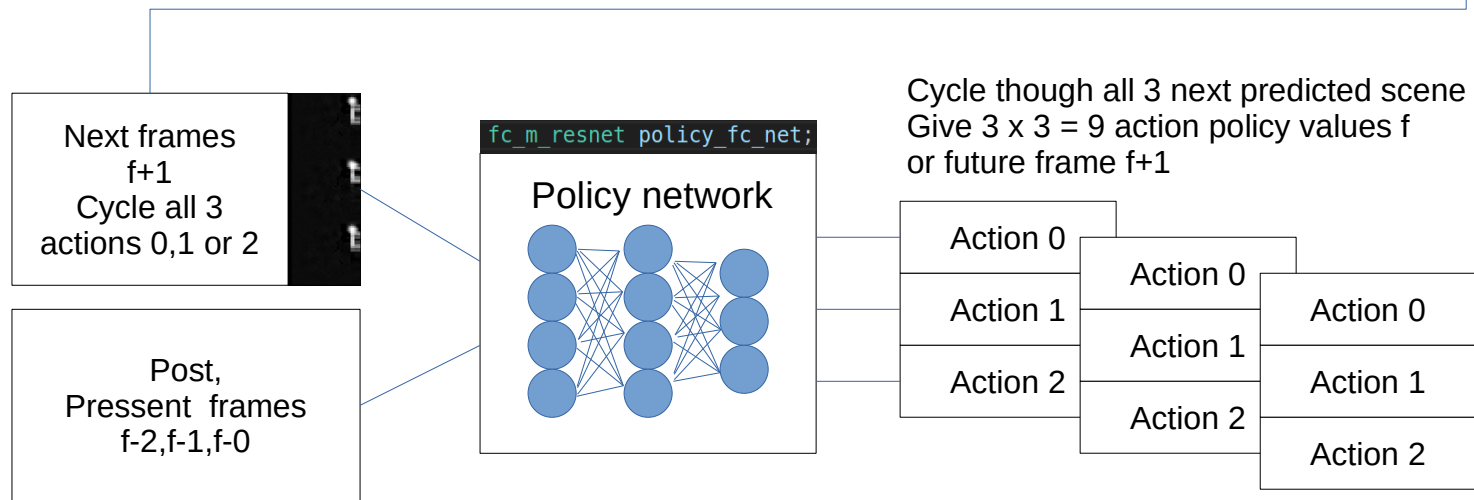 Next frames
f+1
Cycle all 3
actions 0,1 or 2
Post,
Pressent frames
f-2,f-1,f-0
fc_m_resnet policy_fc_net;
Policy network
Cycle though all 3 next predicted scene
Give 3 x 3 = 9 action policy values f
or future frame f+1
Action 0
Action 1
Action 2
Action 0
Action 1
Action 2
Action 0
Action 1
Action 2